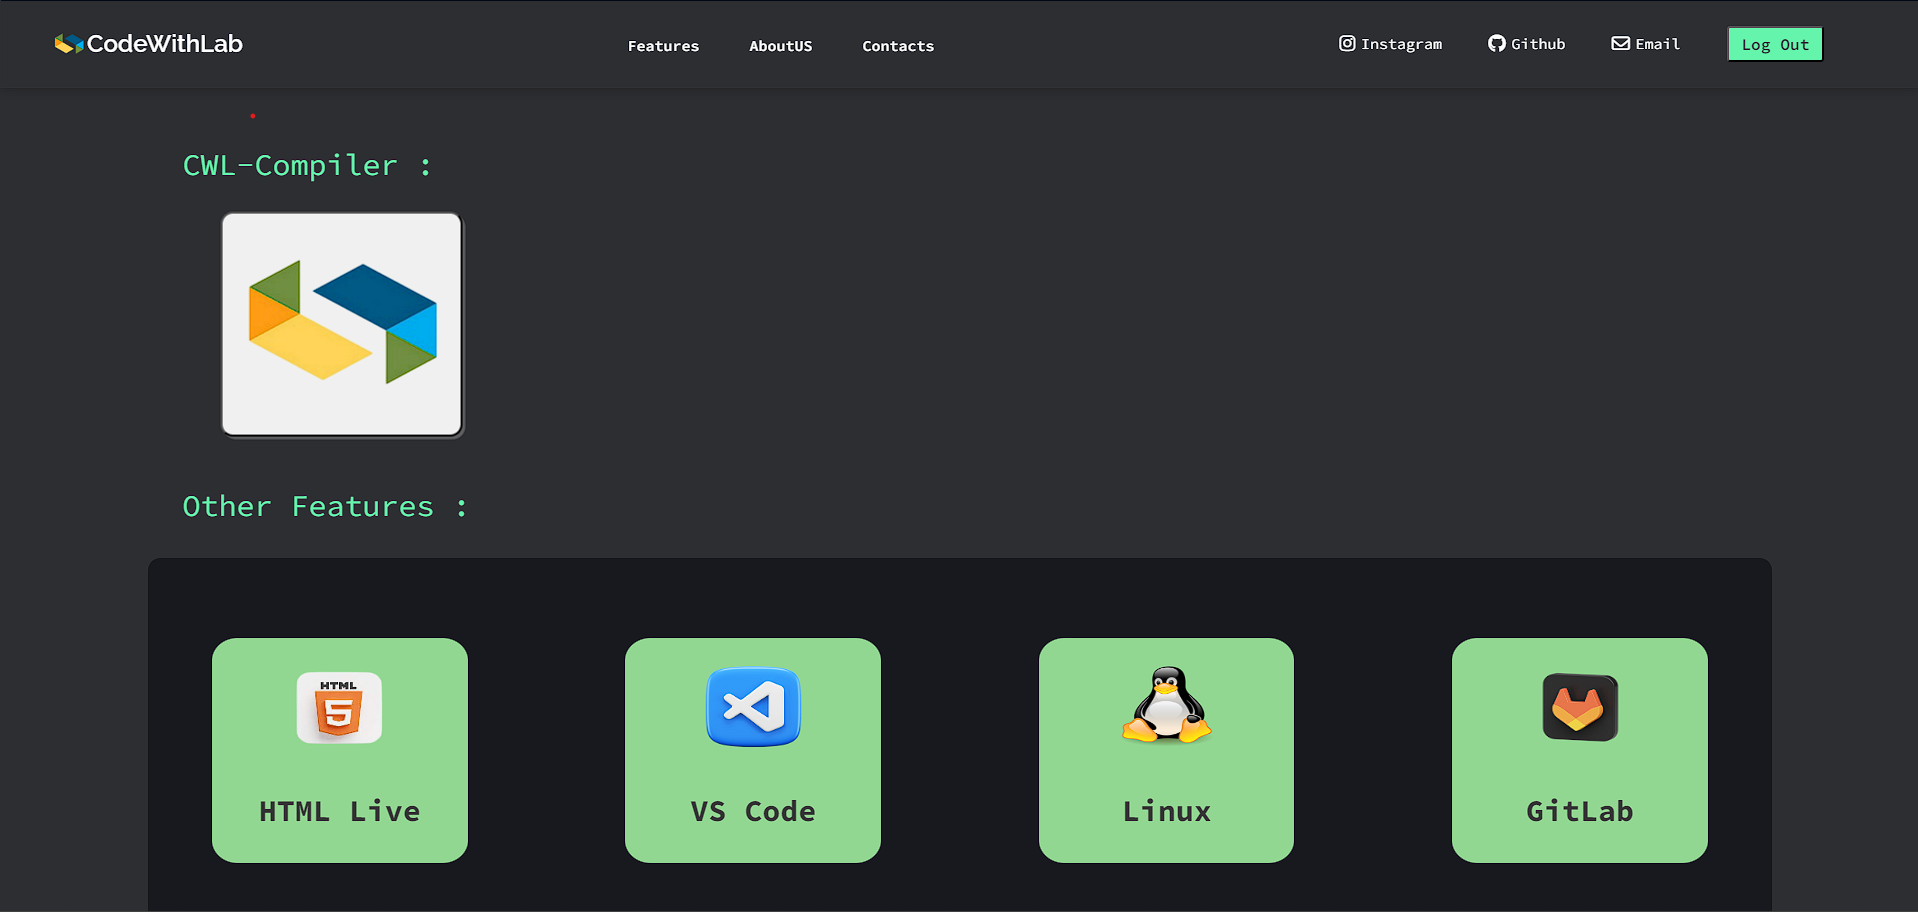 CodeWithLab Features AboutUS Contacts Instagram Github Email Log Out
CWL-Compiler :
Other Features :
HTML
5
HTML Live VS Code Linux GitLab